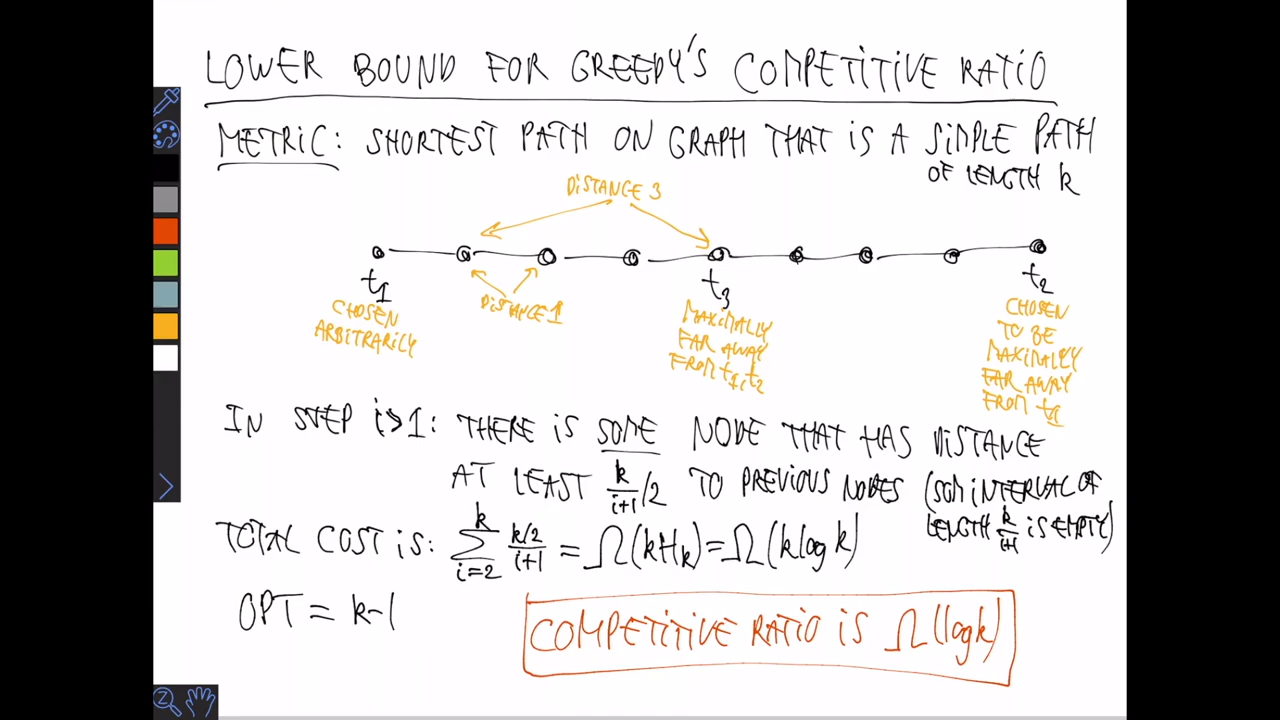 LOWER BOUND FOR GREEDY'S COMPETITIVE RATIO
METRIC: SHORTEST PATH ON GRAPH THAT IS A SIMPLE PATH
OF LENGTH k
DISTANCE 3
t1
t3
t2
DISTANCE 1
CHOSEN
ARBITRARILY
MAXIMALLY
FAR AWAY
FROM t1, t2
CHOSEN
TO BE
MAXIMALLY
FAR AWAY
FROM t1
IN STEP i>1: THERE IS SOME NODE THAT HAS DISTANCE
AT LEAST k/(i+1)/2 TO PREVIOUS NODES (SOM INTERVAL OF
LENGTH k/(i+1) IS EMPTY)
TOTAL COST IS: Σ_{i=2}^{k} (k/2)/(i+1) = Ω(kH_k) = Ω(k log k)
OPT = k-1
COMPETITIVE RATIO IS Ω(log k)
Z